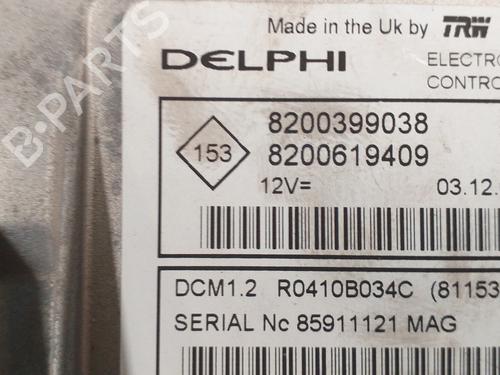 Made in the Uk by TRW
DELPHI
ELECTRO
CONTRO
8200399038
153
8200619409
12V=
03.12.
DCM1.2 R0410B034C (81153
SERIAL No 85911121 MAG
B-PARTS